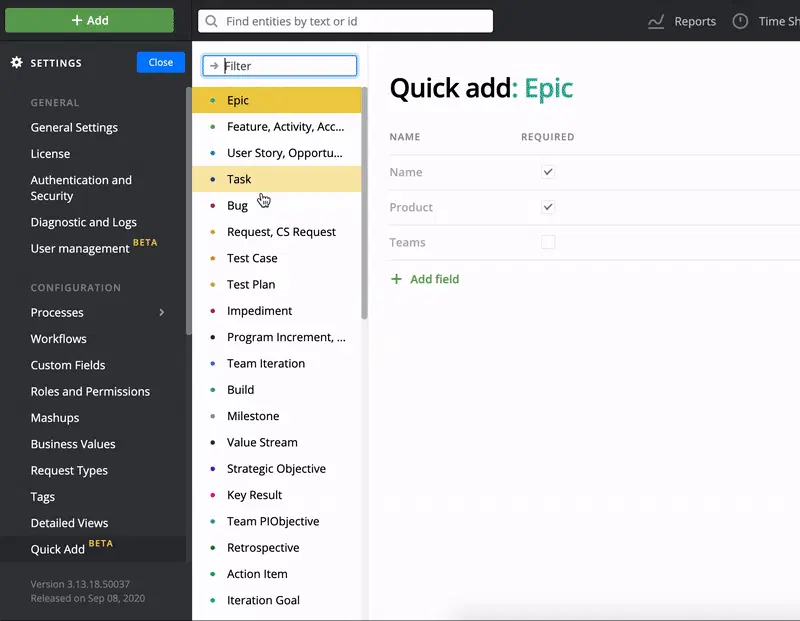 + Add
Find entities by text or id
Reports
Time Sh
SETTINGS
Close
GENERAL
General Settings
License
Authentication and
Security
Diagnostic and Logs
User management BETA
CONFIGURATION
Processes
Workflows
Custom Fields
Roles and Permissions
Mashups
Business Values
Request Types
Tags
Detailed Views
Quick Add BETA
Version 3.13.18.50037
Released on Sep 08, 2020
Filter
Epic
Feature, Activity, Acc...
User Story, Opportu...
Task
Bug
Request, CS Request
Test Case
Test Plan
Impediment
Program Increment, ...
Team Iteration
Build
Milestone
Value Stream
Strategic Objective
Key Result
Team PIObjective
Retrospective
Action Item
Iteration Goal
Quick add: Epic
NAME REQUIRED
Name
Product
Teams
+ Add field